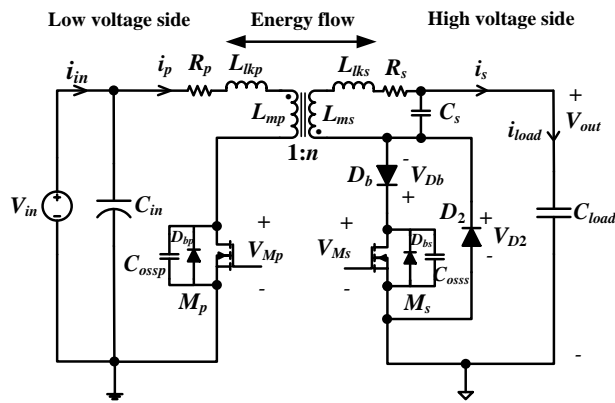 Low voltage side
Energy flow
High voltage side
i_in
i_p
R_p
L_lkp
L_lks
R_s
i_s
L_mp
L_ms
C_s
+
V_out
i_load
1:n
D_b
-
V_Db
+
D_2
+
V_D2
-
V_in
C_in
C_load
D_bp
C_ossp
+
V_Mp
-
M_p
+
V_Ms
-
D_bs
C_osss
M_s
-